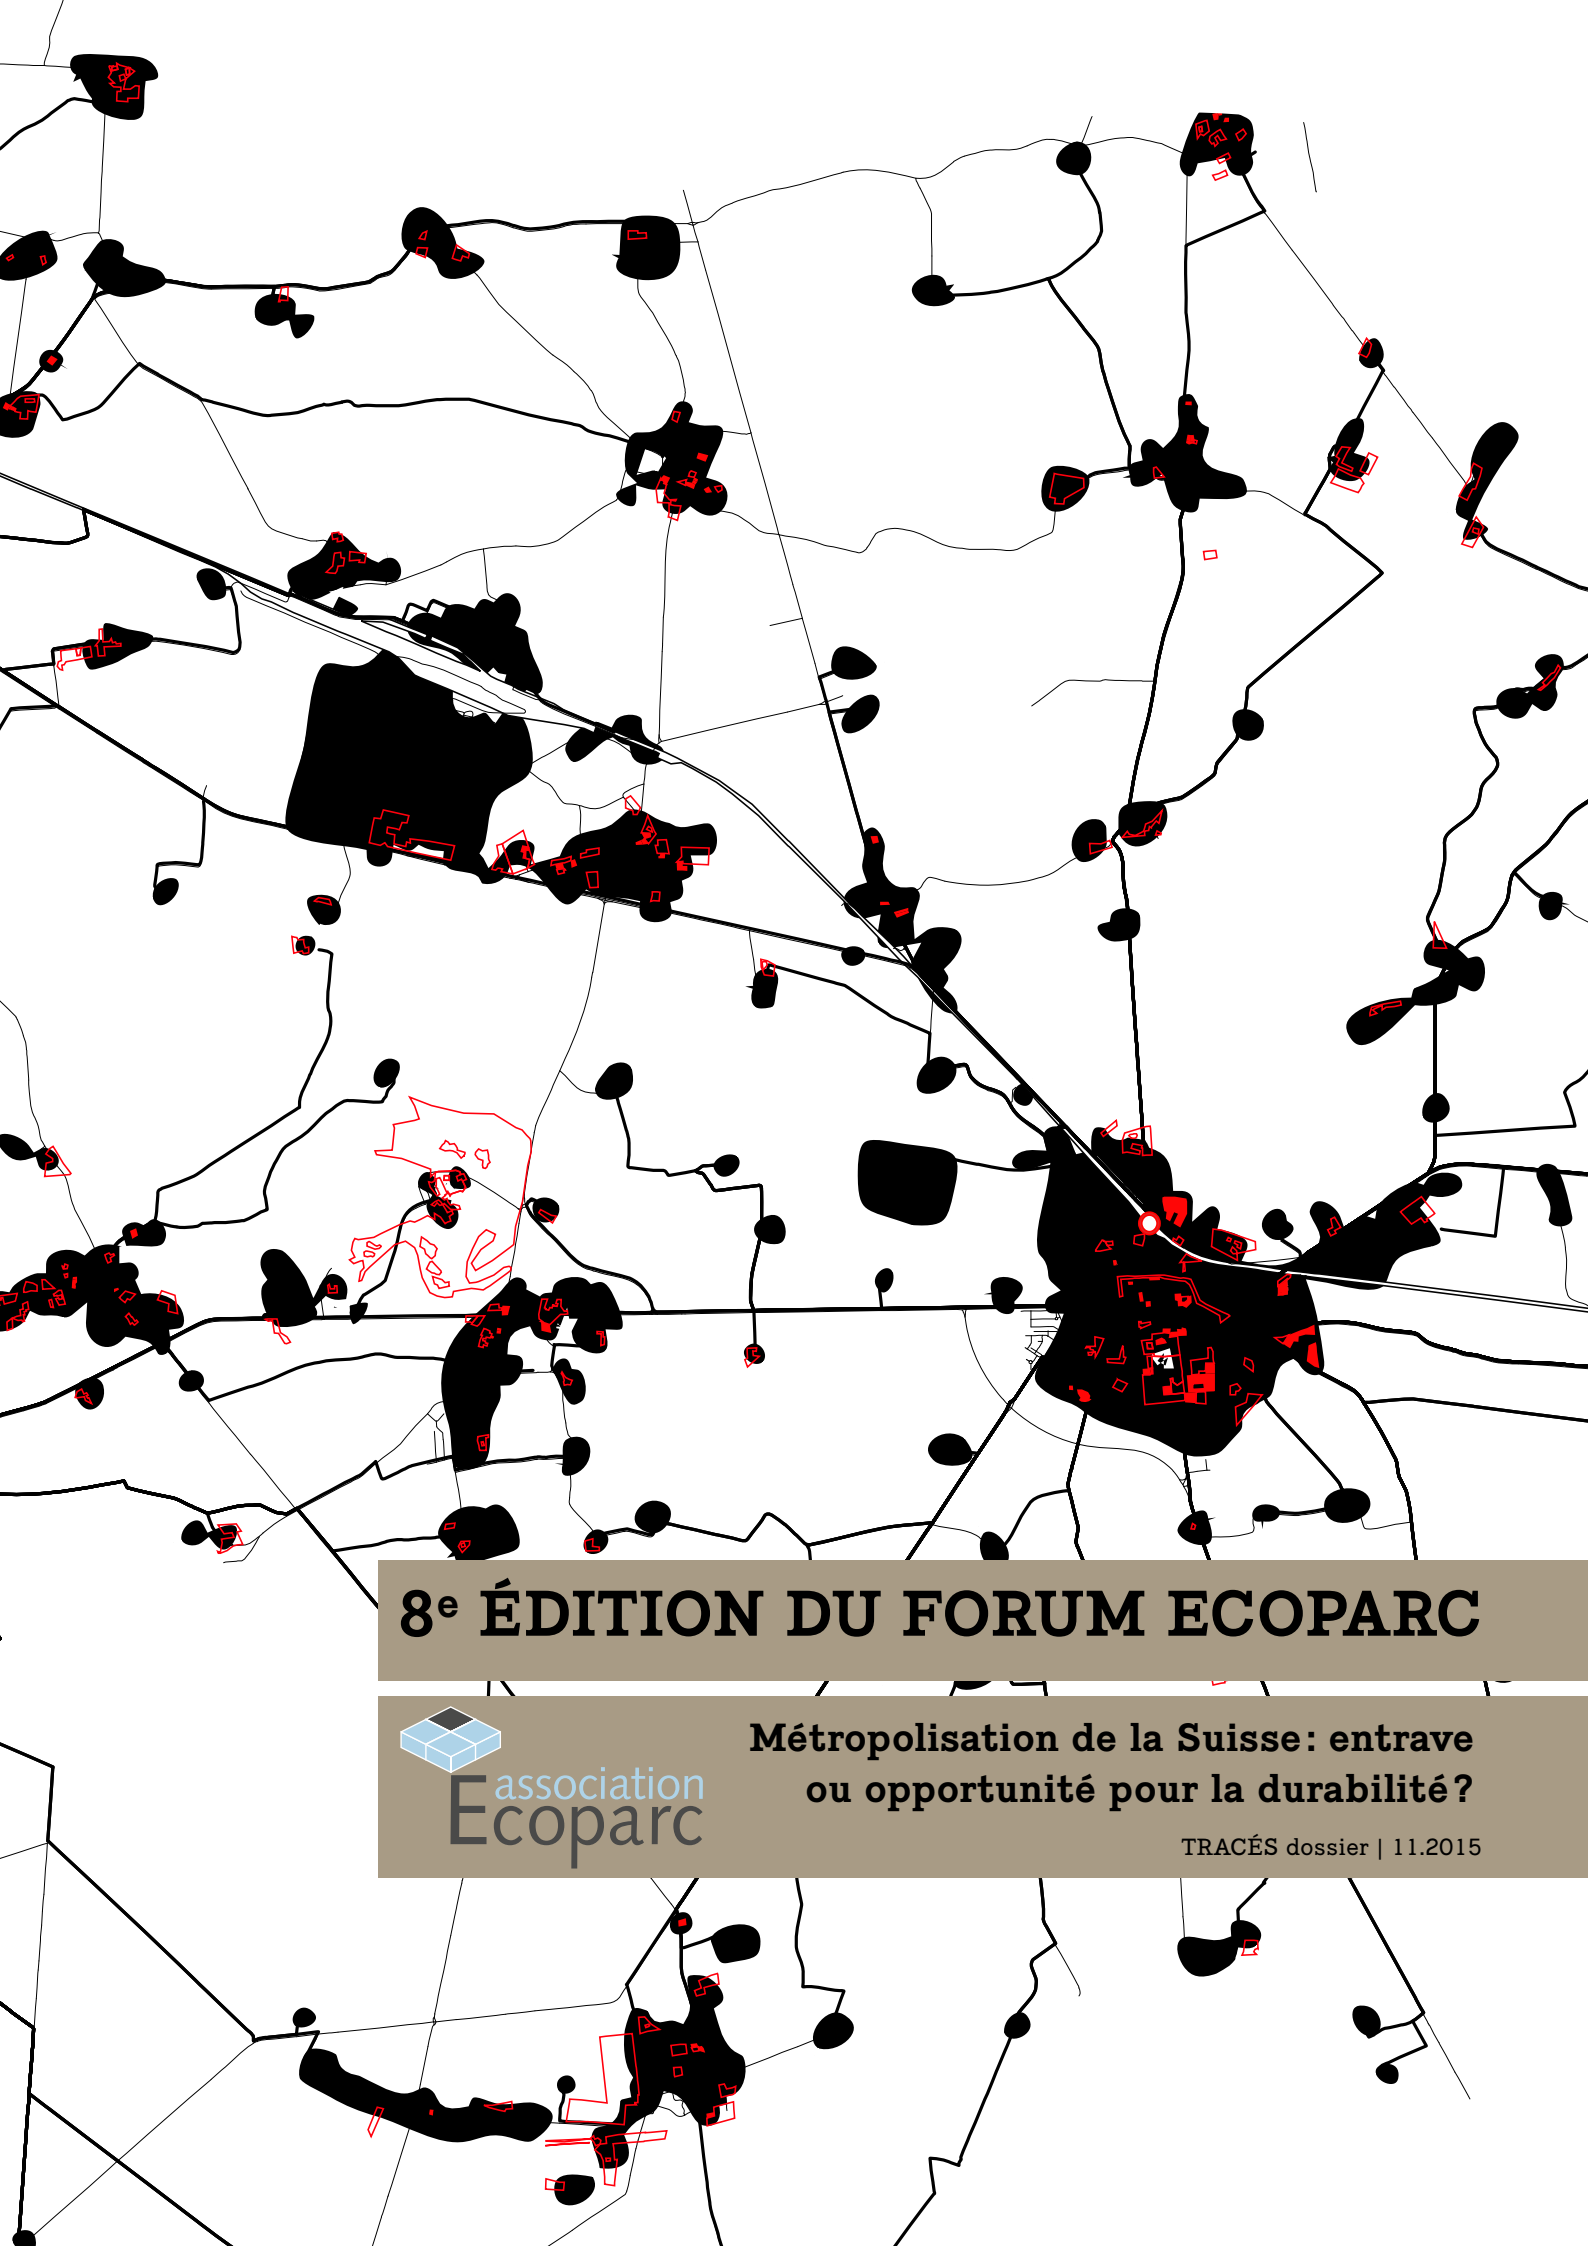 8e ÉDITION DU FORUM ECOPARC
association
Ecoparc
Métropolisation de la Suisse : entrave
ou opportunité pour la durabilité ?
TRACÉS dossier | 11.2015